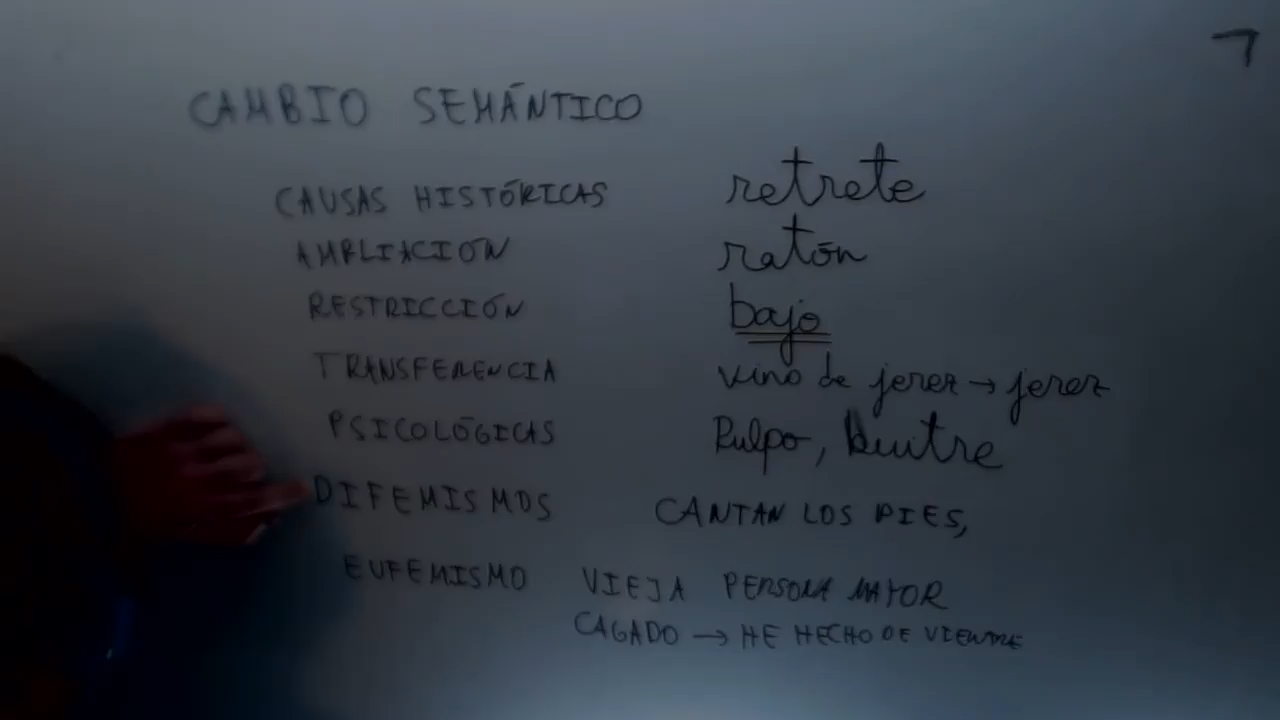 CAMBIO SEMÁNTICO
CAUSAS HISTÓRICAS retrete
AMPLIACIÓN ratón
RESTRICCIÓN bajo
TRANSFERENCIA vino de jerez → jerez
PSICOLÓGICAS Pulpo, buitre
DIFEMISMOS CANTAN LOS PIES,
EUFEMISMO VIEJA PERSONA MAYOR
CAGADO → HE HECHO DE VIENTRE